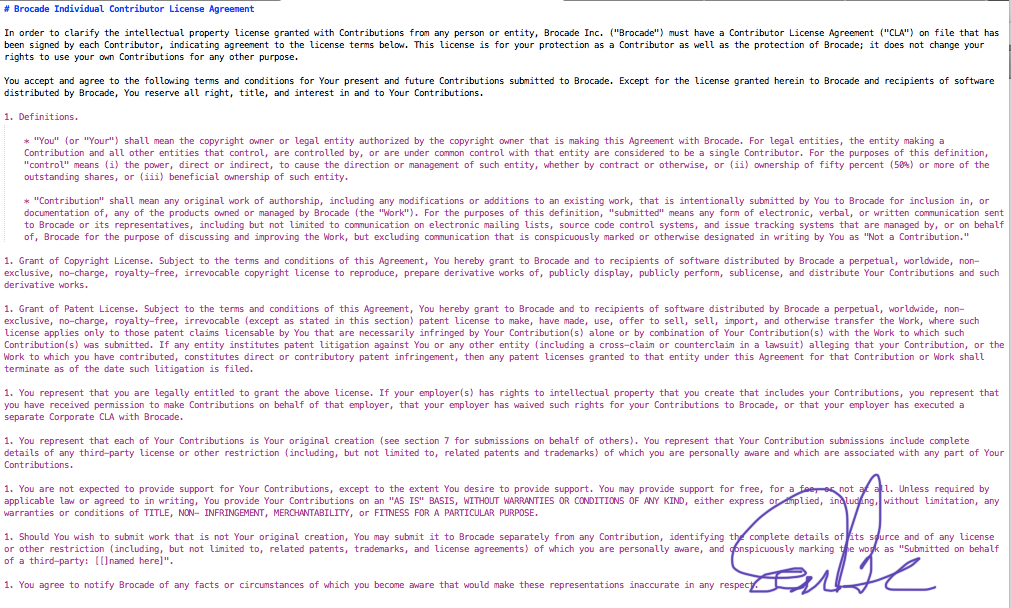 # Brocade Individual Contributor License Agreement
In order to clarify the intellectual property license granted with Contributions from any person or entity, Brocade Inc. ("Brocade") must have a Contributor License Agreement ("CLA") on file that has
been signed by each Contributor, indicating agreement to the license terms below. This license is for your protection as a Contributor as well as the protection of Brocade; it does not change your
rights to use your own Contributions for any other purpose.
You accept and agree to the following terms and conditions for Your present and future Contributions submitted to Brocade. Except for the license granted herein to Brocade and recipients of software
distributed by Brocade, You reserve all right, title, and interest in and to Your Contributions.
1. Definitions.
* "You" (or "Your") shall mean the copyright owner or legal entity authorized by the copyright owner that is making this Agreement with Brocade. For legal entities, the entity making a
Contribution and all other entities that control, are controlled by, or are under common control with that entity are considered to be a single Contributor. For the purposes of this definition,
"control" means (i) the power, direct or indirect, to cause the direction or management of such entity, whether by contract or otherwise, or (ii) ownership of fifty percent (50%) or more of the
outstanding shares, or (iii) beneficial ownership of such entity.
* "Contribution" shall mean any original work of authorship, including any modifications or additions to an existing work, that is intentionally submitted by You to Brocade for inclusion in, or
documentation of, any of the products owned or managed by Brocade (the "Work"). For the purposes of this definition, "submitted" means any form of electronic, verbal, or written communication sent
to Brocade or its representatives, including but not limited to communication on electronic mailing lists, source code control systems, and issue tracking systems that are managed by, or on behalf
of, Brocade for the purpose of discussing and improving the Work, but excluding communication that is conspicuously marked or otherwise designated in writing by You as "Not a Contribution."
1. Grant of Copyright License. Subject to the terms and conditions of this Agreement, You hereby grant to Brocade and to recipients of software distributed by Brocade a perpetual, worldwide, non-
exclusive, no-charge, royalty-free, irrevocable copyright license to reproduce, prepare derivative works of, publicly display, publicly perform, sublicense, and distribute Your Contributions and such
derivative works.
1. Grant of Patent License. Subject to the terms and conditions of this Agreement, You hereby grant to Brocade and to recipients of software distributed by Brocade a perpetual, worldwide, non-
exclusive, no-charge, royalty-free, irrevocable (except as stated in this section) patent license to make, have made, use, offer to sell, sell, import, and otherwise transfer the Work, where such
license applies only to those patent claims licensable by You that are necessarily infringed by Your Contribution(s) alone or by combination of Your Contribution(s) with the Work to which such
Contribution(s) was submitted. If any entity institutes patent litigation against You or any other entity (including a cross-claim or counterclaim in a lawsuit) alleging that your Contribution, or the
Work to which you have contributed, constitutes direct or contributory patent infringement, then any patent licenses granted to that entity under this Agreement for that Contribution or Work shall
terminate as of the date such litigation is filed.
1. You represent that you are legally entitled to grant the above license. If your employer(s) has rights to intellectual property that you create that includes your Contributions, you represent that
you have received permission to make Contributions on behalf of that employer, that your employer has waived such rights for your Contributions to Brocade, or that your employer has executed a
separate Corporate CLA with Brocade.
1. You represent that each of Your Contributions is Your original creation (see section 7 for submissions on behalf of others). You represent that Your Contribution submissions include complete
details of any third-party license or other restriction (including, but not limited to, related patents and trademarks) of which you are personally aware and which are associated with any part of Your
Contributions.
1. You are not expected to provide support for Your Contributions, except to the extent You desire to provide support. You may provide support for free, for a fee, or not at all. Unless required by
applicable law or agreed to in writing, You provide Your Contributions on an "AS IS" BASIS, WITHOUT WARRANTIES OR CONDITIONS OF ANY KIND, either express or implied, including, without limitation, any
warranties or conditions of TITLE, NON- INFRINGEMENT, MERCHANTABILITY, or FITNESS FOR A PARTICULAR PURPOSE.
1. Should You wish to submit work that is not Your original creation, You may submit it to Brocade separately from any Contribution, identifying the complete details of its source and of any license
or other restriction (including, but not limited to, related patents, trademarks, and license agreements) of which you are personally aware, and conspicuously marking the work as "Submitted on behalf
of a third-party: [[]named here]".
1. You agree to notify Brocade of any facts or circumstances of which you become aware that would make these representations inaccurate in any respect.